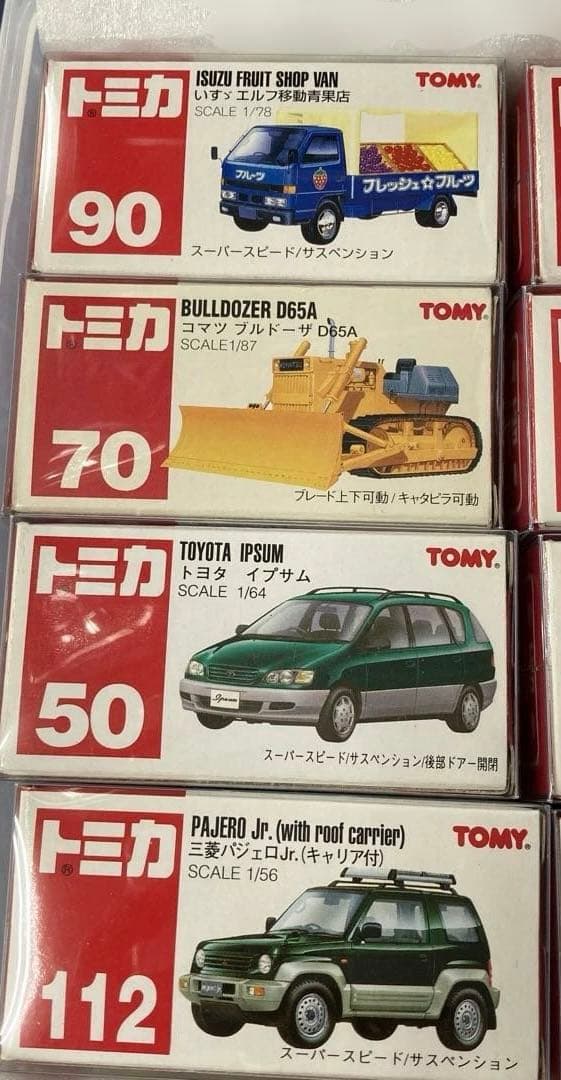 トミカ
90
ISUZU FRUIT SHOP VAN
いすゞ エルフ移動青果店
SCALE 1/78
TOMY
フルーツ
フレッシュ☆フルーツ
スーパースピード/サスペンション
トミカ
70
BULLDOZER D65A
コマツ ブルドーザ D65A
SCALE1/87
TOMY
KOMATSU
ブレード上下可動/キャタピラ可動
トミカ
50
TOYOTA IPSUM
トヨタ イプサム
SCALE 1/64
TOMY
Ipsum
スーパースピード/サスペンション/後部ドアー開閉
トミカ
112
PAJERO Jr. (with roof carrier)
三菱パジェロJr.(キャリア付)
SCALE 1/56
TOMY
スーパースピード/サスペンション